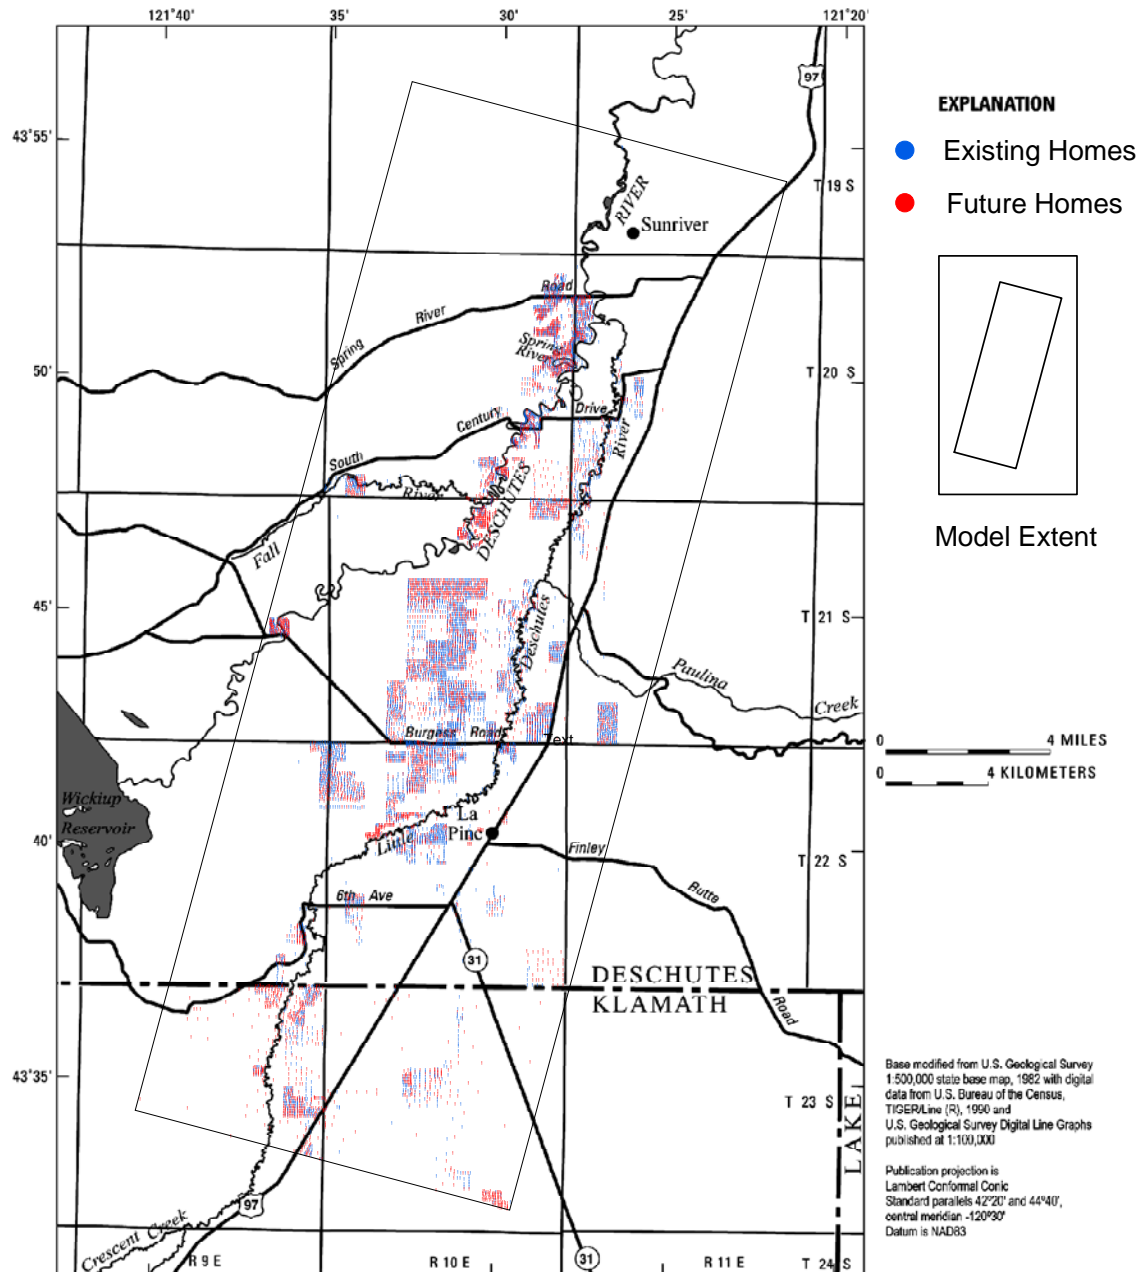 121°40'
35'
30'
25'
121°20'
97
43°55'
EXPLANATION
Existing Homes
Future Homes
T 19 S
RIVER
Sunriver
Road
River
Spring
Spring
River
50'
T 20 S
Drive
Century
River
South
River
DESCHUTES
Fall
Model Extent
45'
T 21 S
Deschutes
Paulina
Creek
Burgess Road
Text
0 4 MILES
0 4 KILOMETERS
Wickiup
Reservoir
La
Pine
Little
40'
Finley
T 22 S
Butte
6th Ave
31
DESCHUTES
KLAMATH
Road
43°35'
T 23 S
LAKE
Base modified from U.S. Geological Survey
1:500,000 state base map, 1982 with digital
data from U.S. Bureau of the Census,
TIGER/Line (R), 1990 and
U.S. Geological Survey Digital Line Graphs
published at 1:100,000
Publication projection is
Lambert Conformal Conic
Standard parallels 42°20' and 44°40',
central meridian -120°30'
Datum is NAD83
97
Crescent Creek
R 9 E
R 10 E
31
R 11 E
T 24 S